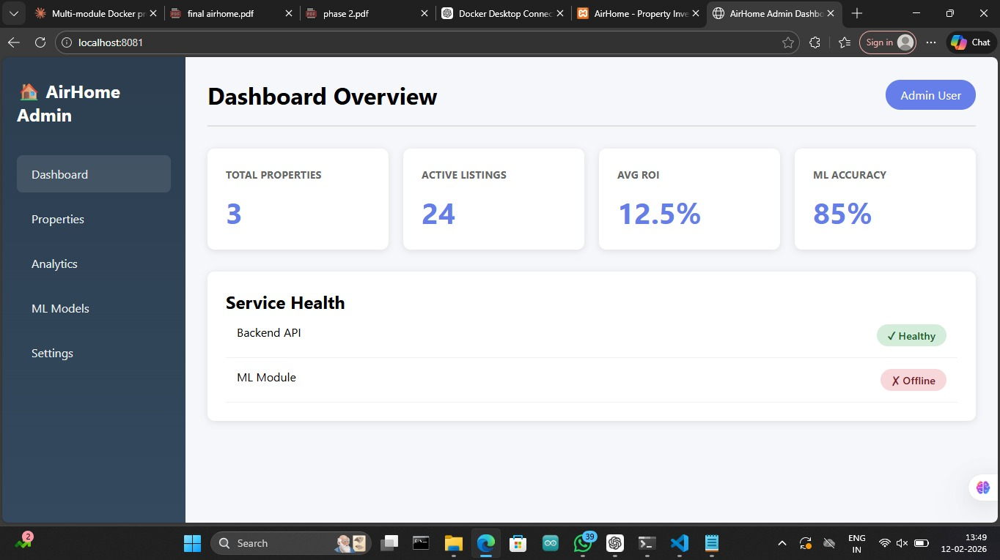 Multi-module Docker pr
final airhome.pdf
phase 2.pdf
Docker Desktop Connec
AirHome - Property Inve
AirHome Admin Dashbo
localhost:8081
Sign in
Chat
AirHome
Admin
Dashboard
Properties
Analytics
ML Models
Settings
Dashboard Overview
Admin User
TOTAL PROPERTIES
3
ACTIVE LISTINGS
24
AVG ROI
12.5%
ML ACCURACY
85%
Service Health
Backend API
✓ Healthy
ML Module
✗ Offline
2
Search
39
ENG
IN
13:49
12-02-2026